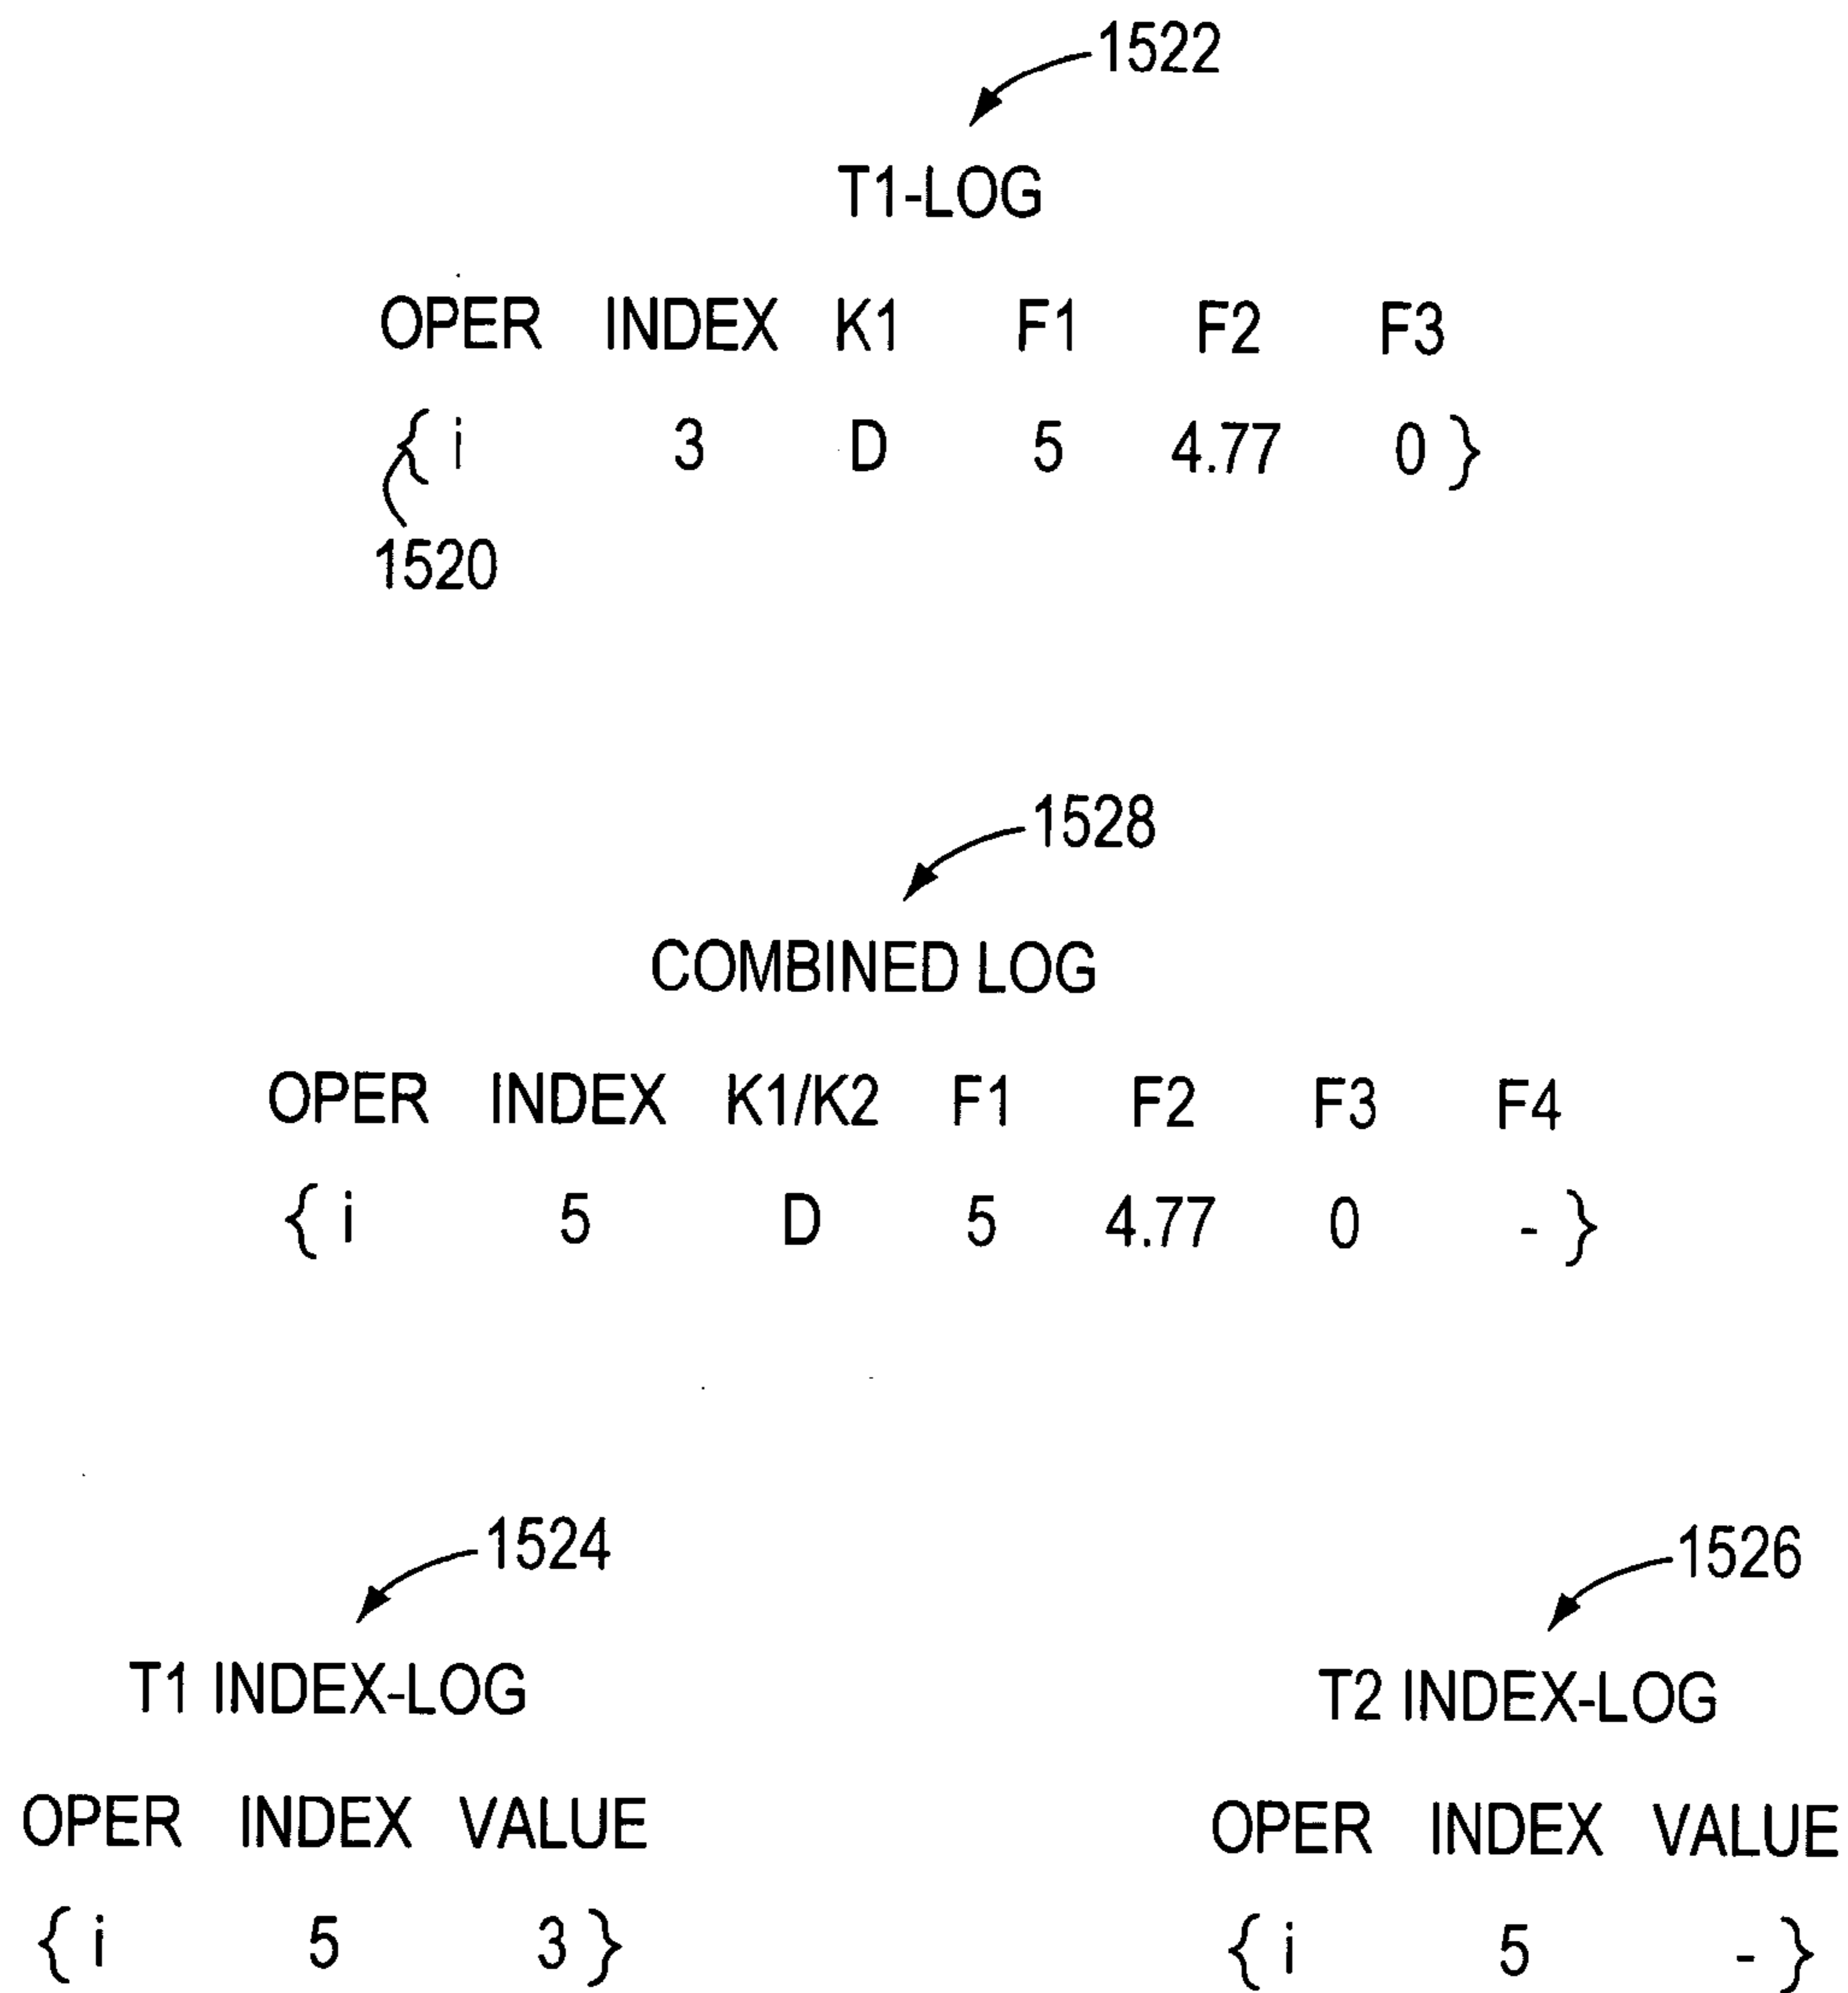 1522
T1-LOG
OPER INDEX K1 F1 F2 F3
{ i 3 D 5 4.77 0 }
1520
1528
COMBINED LOG
OPER INDEX K1/K2 F1 F2 F3 F4
{ i 5 D 5 4.77 0 - }
1524
1526
T1 INDEX-LOG
T2 INDEX-LOG
OPER INDEX VALUE
OPER INDEX VALUE
{ i 5 3 }
{ i 5 - }